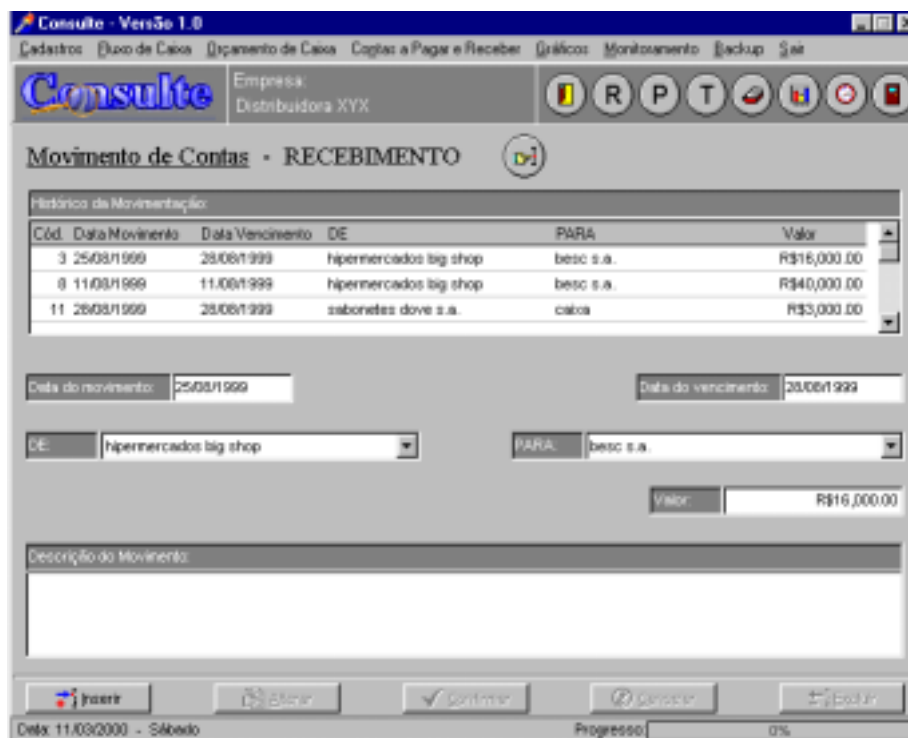 Consulte - Versão 1.0
Cadastros Fluxo de Caixa Orçamento de Caixa Contas a Pagar e Receber Gráficos Monitoramento Backup Sair
Consulte
Empresa:
Distribuidora XYX
R P T
Movimento de Contas - RECEBIMENTO
Histórico da Movimentação:
Cód. Data Movimento Data Vencimento DE PARA Valor
3 25/08/1999 28/08/1999 hipermercados big shop besc s.a. R$16,000.00
8 11/08/1999 11/08/1999 hipermercados big shop besc s.a. R$40,000.00
11 28/08/1999 28/08/1999 sabonetes dove s.a. caixa R$3,000.00
Data do movimento: 25/08/1999 Data do vencimento: 28/08/1999
DE: hipermercados big shop PARA: besc s.a.
Valor: R$16,000.00
Descrição do Movimento:
Inserir Alterar Confirmar Cancelar Excluir
Data: 11/03/2000 - Sábado Progresso: 0%